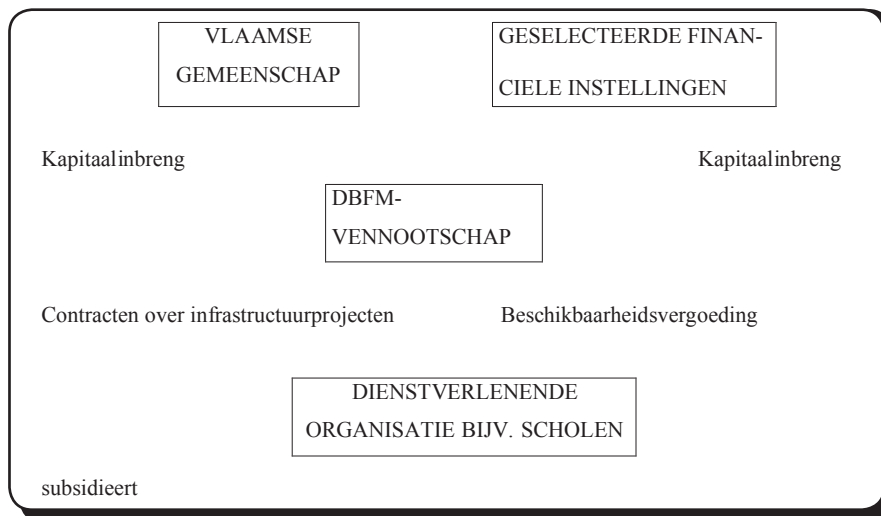 VLAAMSE
GEMEENSCHAP
GESELECTEERDE FINAN-
CIELE INSTELLINGEN
Kapitaalinbreng
Kapitaalinbreng
DBFM-
VENNOOTSCHAP
Contracten over infrastructuurprojecten
Beschikbaarheidsvergoeding
DIENSTVERLENENDE
ORGANISATIE BIJV. SCHOLEN
subsidieert